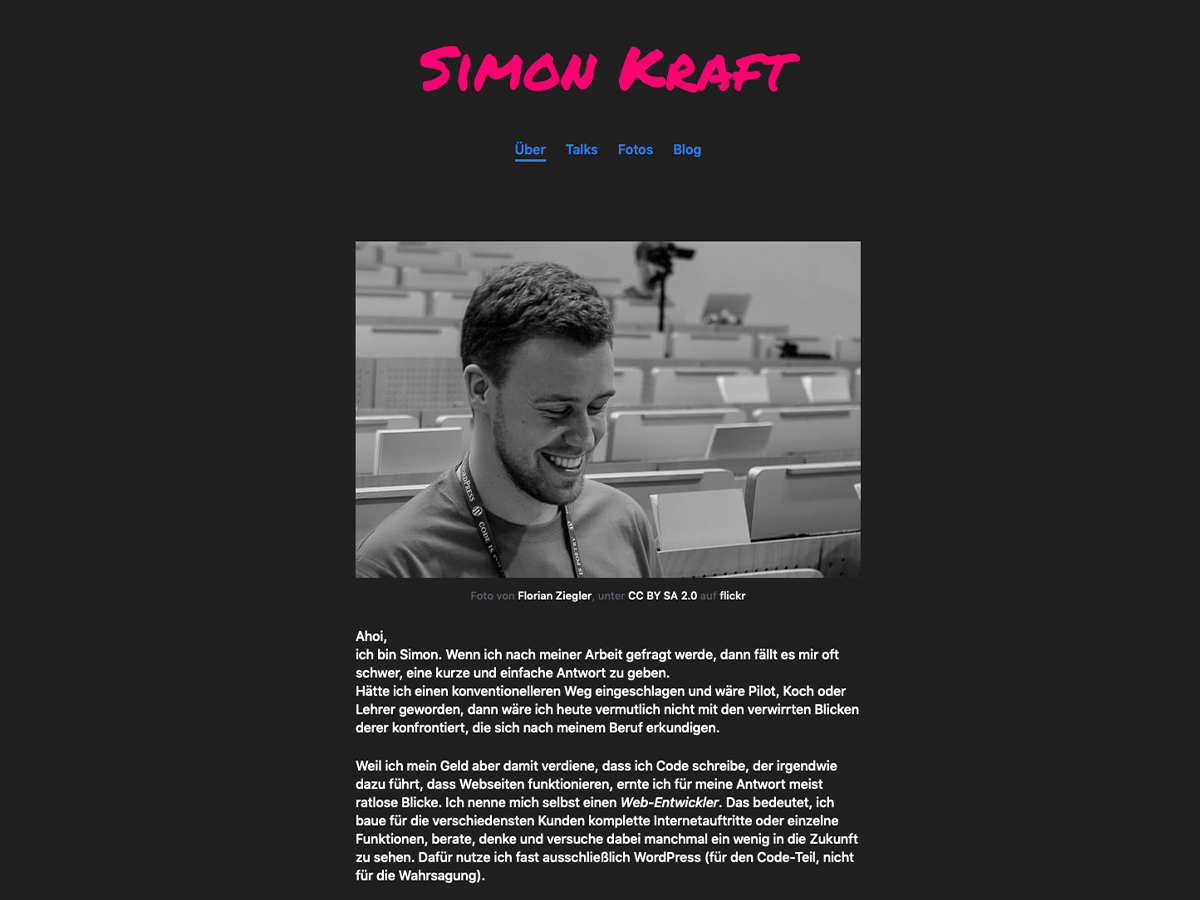 Simon Kraft
Über Talks Fotos Blog
WORDPRESS
CODE IS
IS POETRY
Foto von Florian Ziegler, unter CC BY SA 2.0 auf flickr
Ahoi,
ich bin Simon. Wenn ich nach meiner Arbeit gefragt werde, dann fällt es mir oft
schwer, eine kurze und einfache Antwort zu geben.
Hätte ich einen konventionelleren Weg eingeschlagen und wäre Pilot, Koch oder
Lehrer geworden, dann wäre ich heute vermutlich nicht mit den verwirrten Blicken
derer konfrontiert, die sich nach meinem Beruf erkundigen.
Weil ich mein Geld aber damit verdiene, dass ich Code schreibe, der irgendwie
dazu führt, dass Webseiten funktionieren, ernte ich für meine Antwort meist
ratlose Blicke. Ich nenne mich selbst einen Web-Entwickler. Das bedeutet, ich
baue für die verschiedensten Kunden komplette Internetauftritte oder einzelne
Funktionen, berate, denke und versuche dabei manchmal ein wenig in die Zukunft
zu sehen. Dafür nutze ich fast ausschließlich WordPress (für den Code-Teil, nicht
für die Wahrsagung).